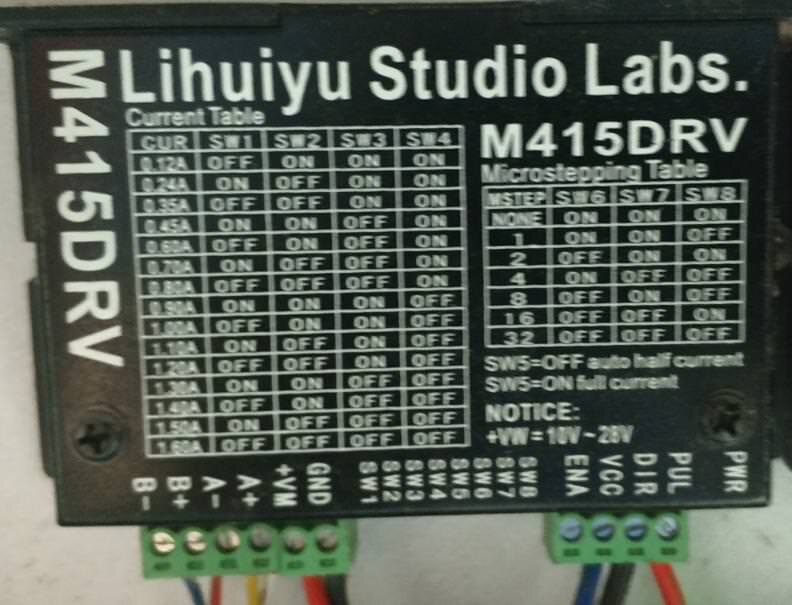 M415DRV
Lihuiyu Studio Labs.
Current Table
CUR SW1 SW2 SW3 SW4
0.12A OFF ON ON ON
0.24A ON OFF ON ON
0.35A OFF OFF ON ON
0.45A ON ON OFF ON
0.60A OFF ON OFF ON
0.70A ON OFF OFF ON
0.80A OFF OFF OFF ON
0.90A ON ON ON OFF
1.00A OFF ON ON OFF
1.10A ON OFF ON OFF
1.20A OFF OFF ON OFF
1.30A ON ON OFF OFF
1.40A OFF ON OFF OFF
1.50A ON OFF OFF OFF
1.60A OFF OFF OFF OFF
M415DRV
Microstepping Table
MSTEP SW6 SW7 SW8
NONE ON ON ON
1 ON ON OFF
2 OFF ON ON
4 ON OFF OFF
8 OFF ON OFF
16 OFF OFF ON
32 OFF OFF OFF
SW5=OFF auto half current
SW5=ON full current
NOTICE:
+VW = 10V ~ 28V
B-
B+
A-
A+
+VM
GND
SW1
SW2
SW3
SW4
SW5
SW6
SW7
SW8
ENA
VCC
DIR
PUL
PWR